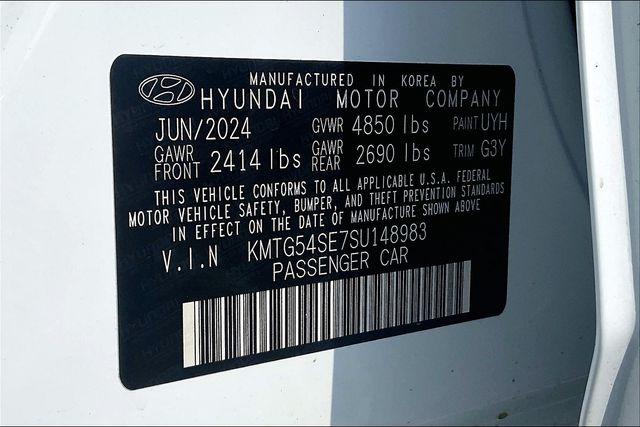 MANUFACTURED IN KOREA BY
HYUNDAI MOTOR COMPANY
JUN/2024 GVWR 4850 lbs PAINT UYH
GAWR FRONT 2414 lbs GAWR REAR 2690 lbs TRIM G3Y
THIS VEHICLE CONFORMS TO ALL APPLICABLE U.S.A. FEDERAL
MOTOR VEHICLE SAFETY, BUMPER, AND THEFT PREVENTION STANDARDS
IN EFFECT ON THE DATE OF MANUFACTURE SHOWN ABOVE
V.I.N KMTG54SE7SU148983
PASSENGER CAR